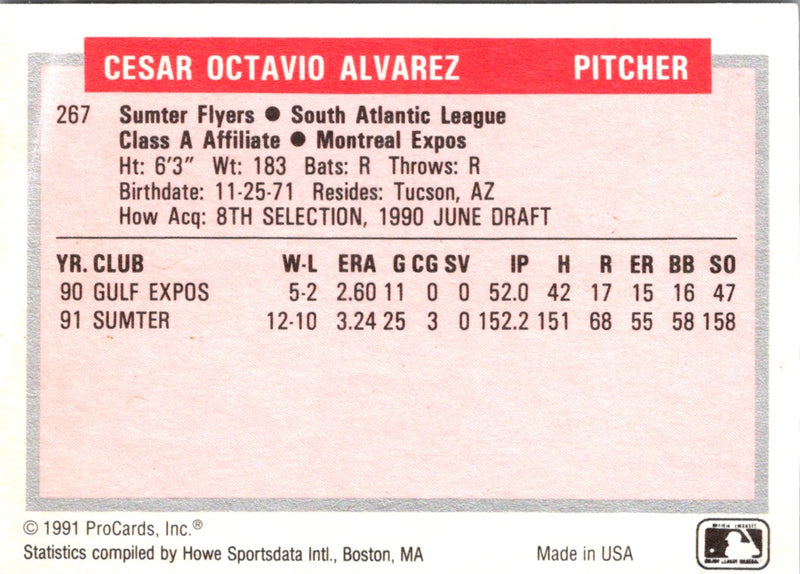 CESAR OCTAVIO ALVAREZ PITCHER
267 Sumter Flyers ● South Atlantic League
Class A Affiliate ● Montreal Expos
Ht: 6'3" Wt: 183 Bats: R Throws: R
Birthdate: 11-25-71 Resides: Tucson, AZ
How Acq: 8TH SELECTION, 1990 JUNE DRAFT
YR. CLUB W-L ERA G CG SV IP H R ER BB SO
90 GULF EXPOS 5-2 2.60 11 0 0 52.0 42 17 15 16 47
91 SUMTER 12-10 3.24 25 3 0 152.2 151 68 55 58 158
© 1991 ProCards, Inc.®
Statistics compiled by Howe Sportsdata Intl., Boston, MA Made in USA